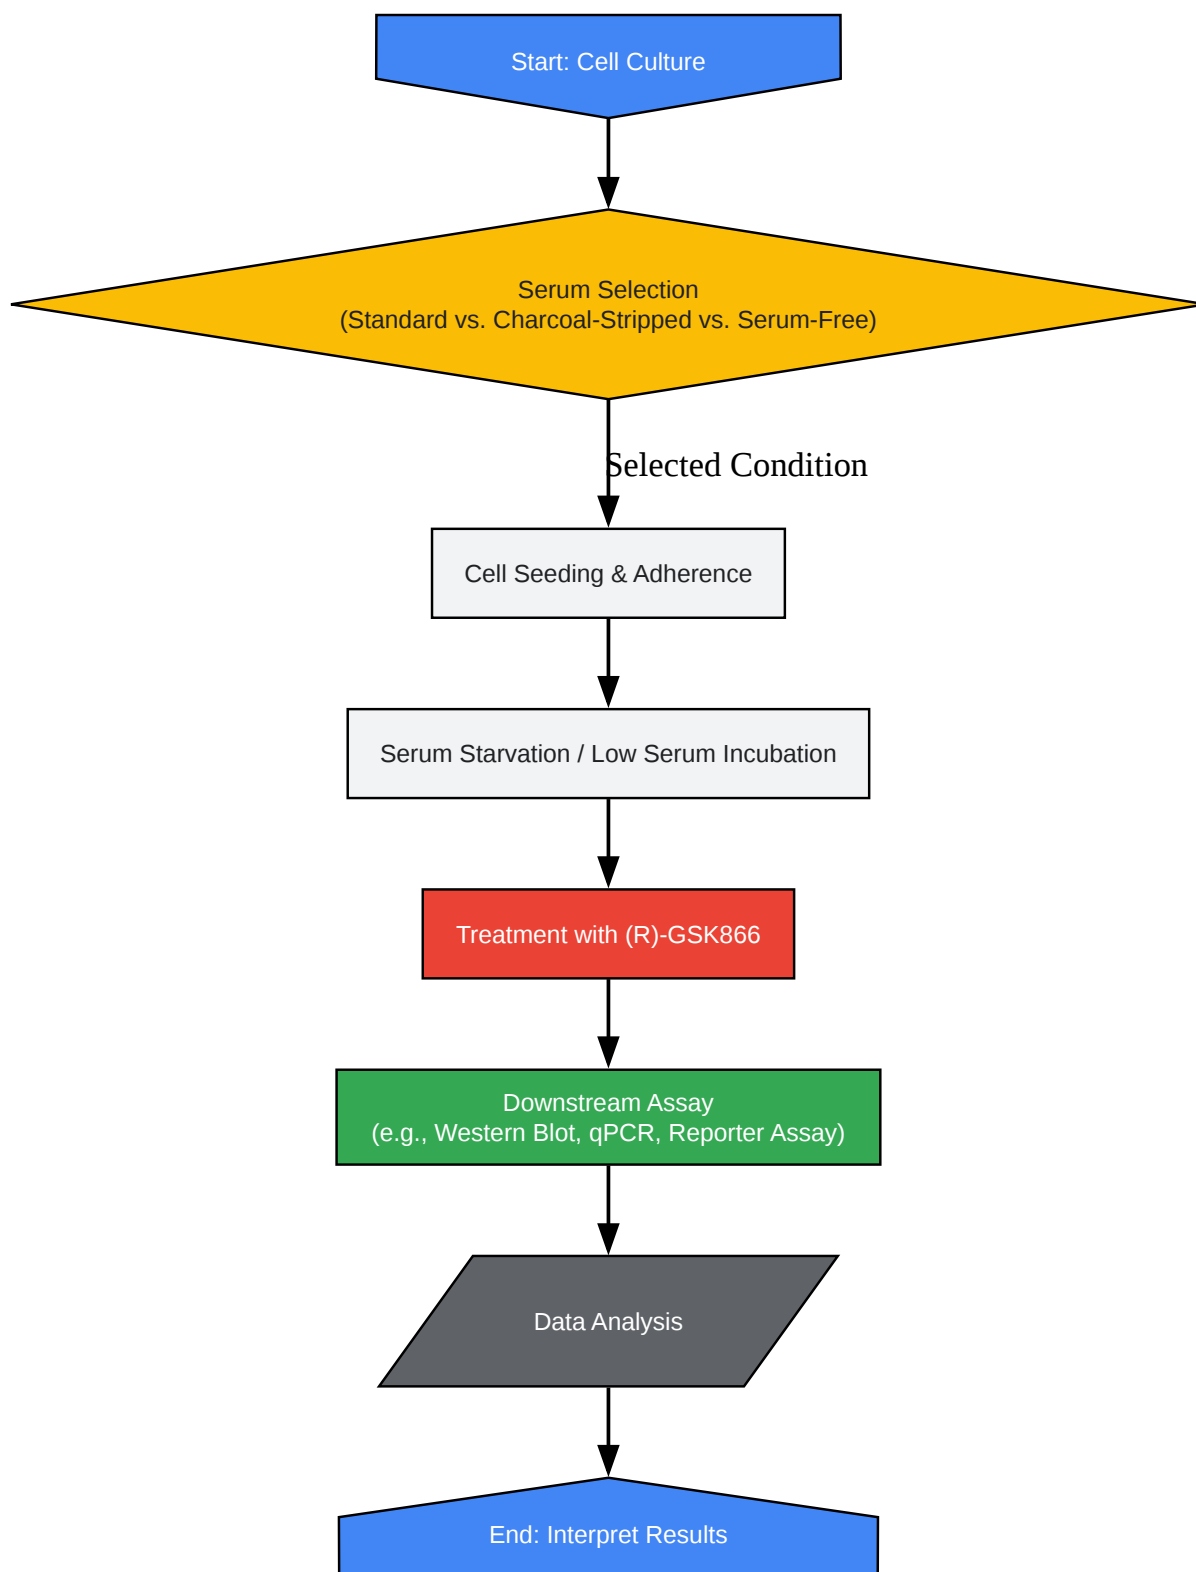 Start: Cell Culture
Serum Selection
(Standard vs. Charcoal-Stripped vs. Serum-Free)
Selected Condition
Cell Seeding & Adherence
Serum Starvation / Low Serum Incubation
Treatment with (R)-GSK866
Downstream Assay
(e.g., Western Blot, qPCR, Reporter Assay)
Data Analysis
End: Interpret Results